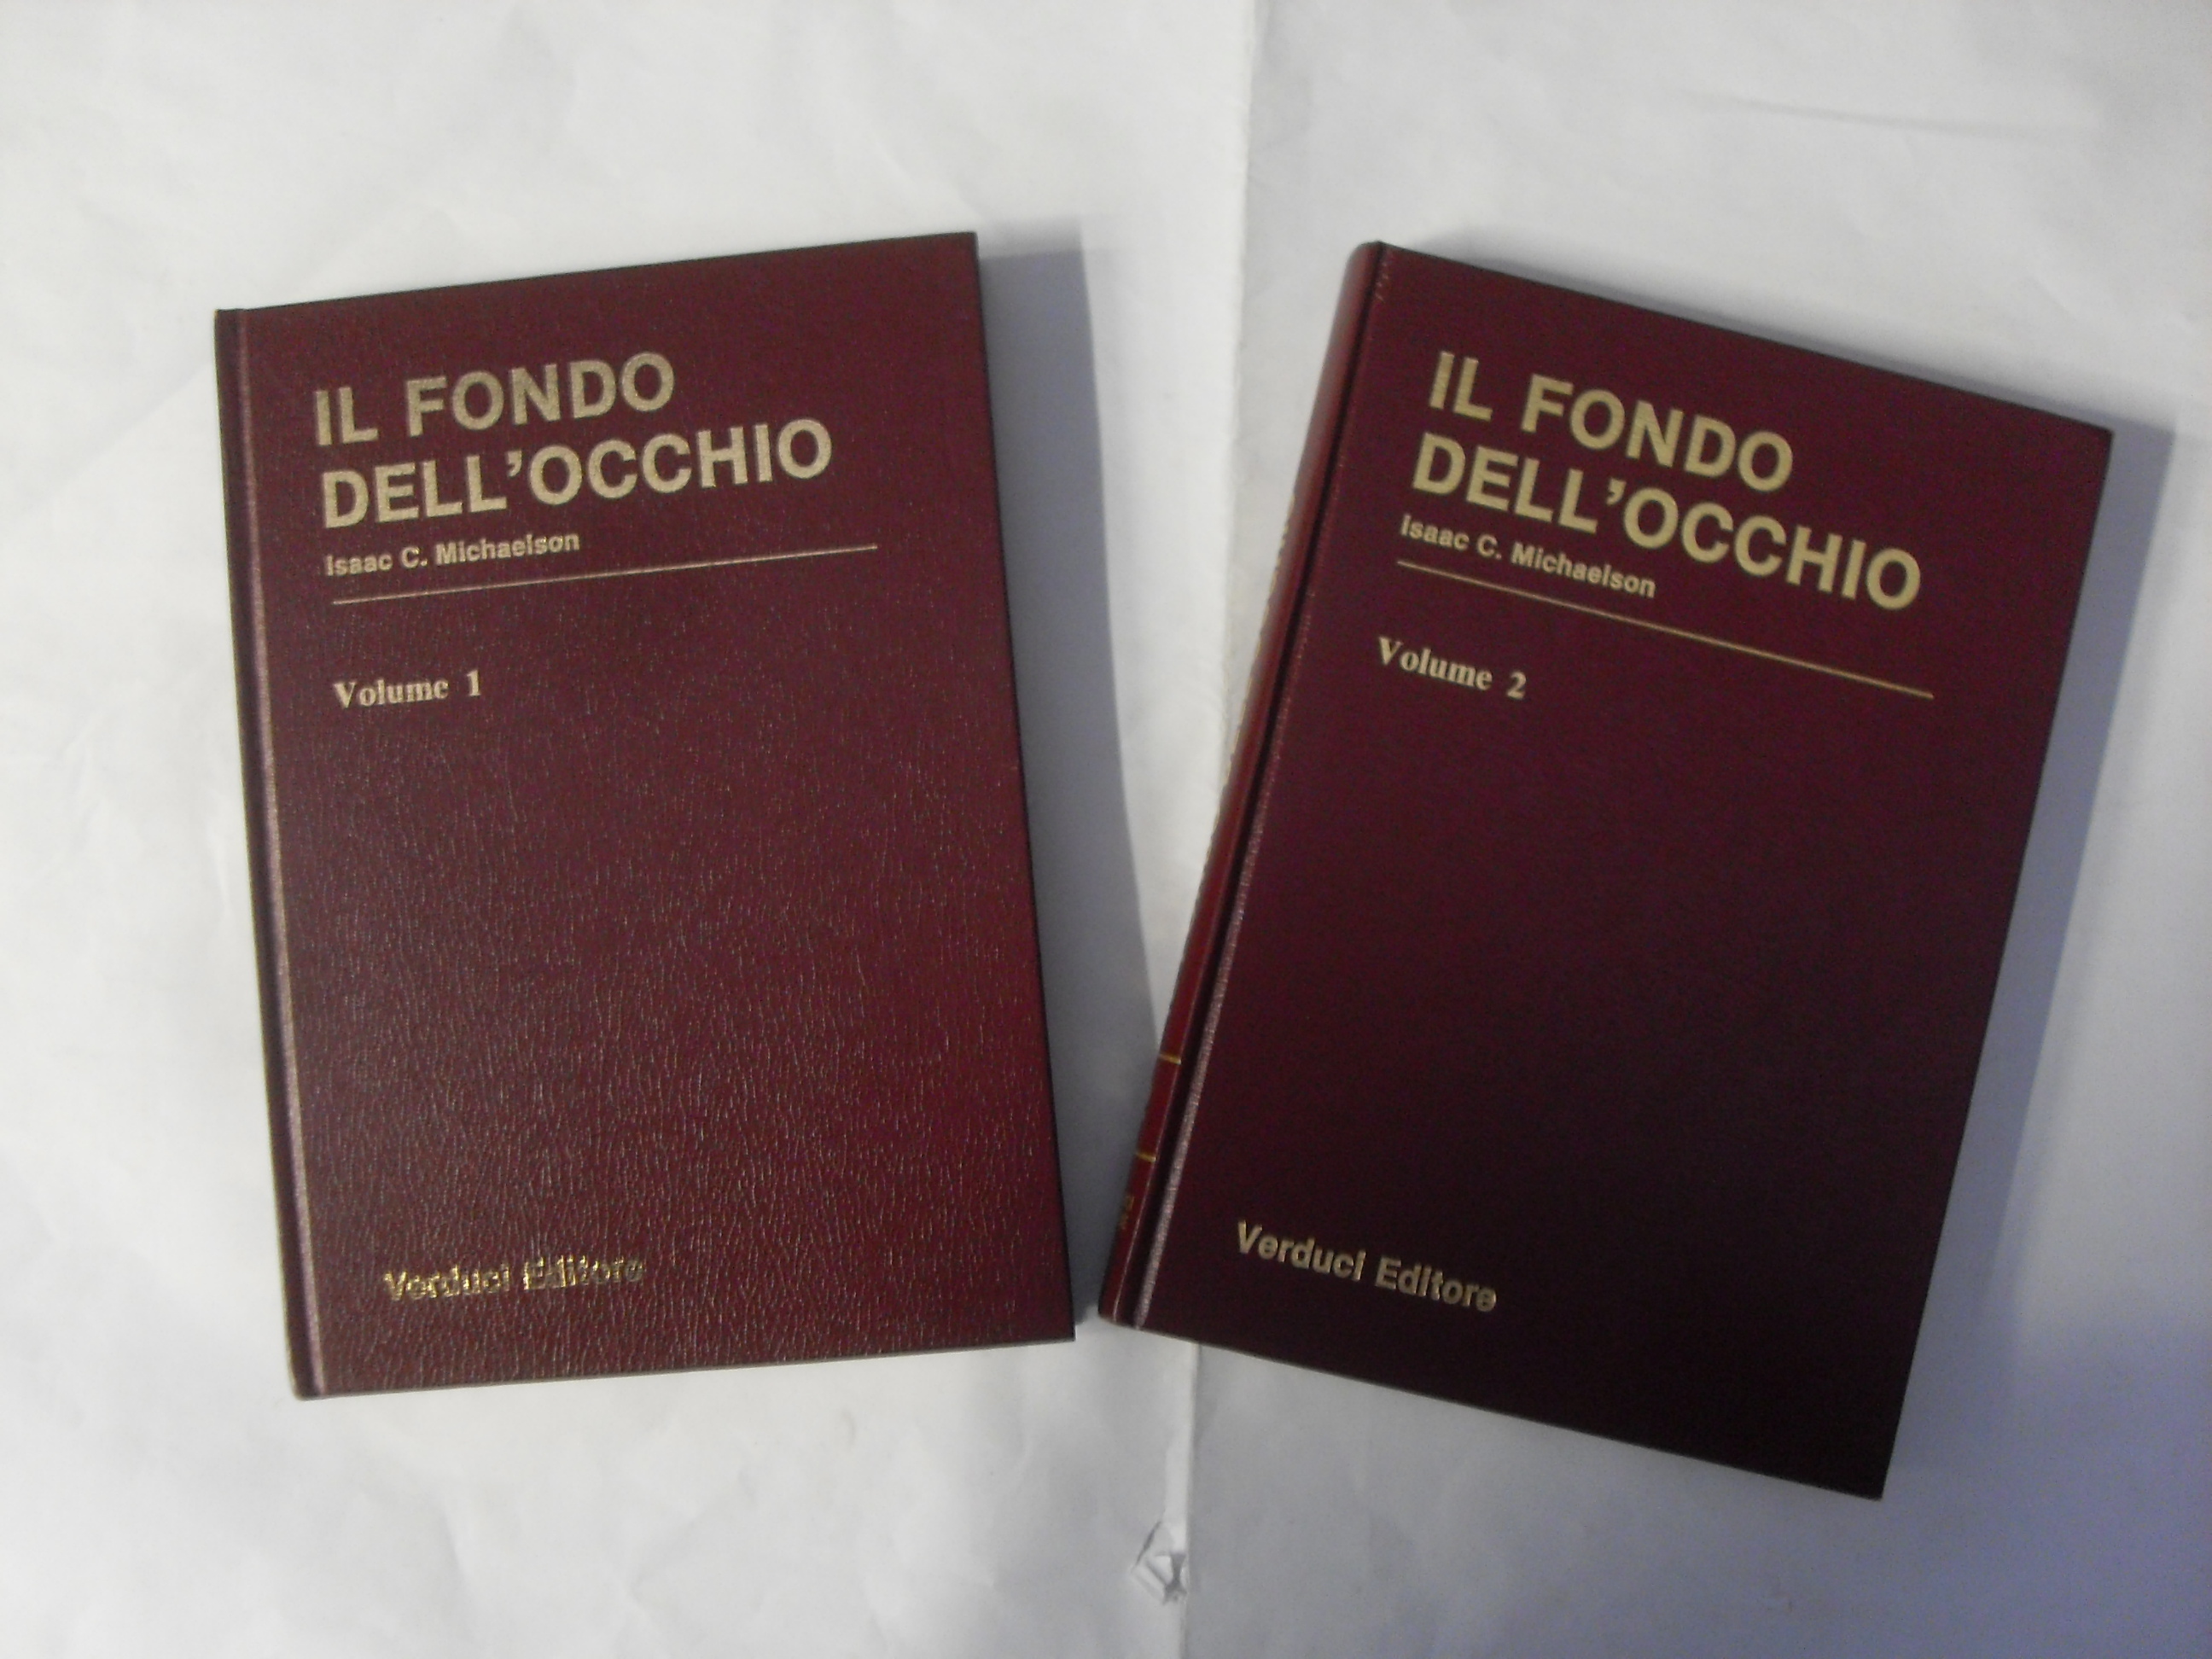 IL FONDO
DELL'OCCHIO
Isaac C. Michaelson
Volume 1
Verduci Editore
IL FONDO
DELL'OCCHIO
Isaac C. Michaelson
Volume 2
Verduci Editore